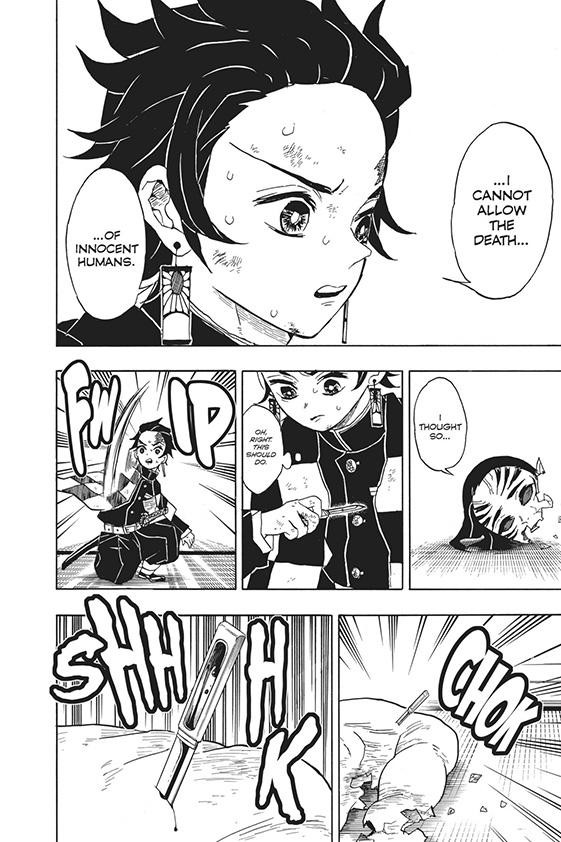 ...I
CANNOT
ALLOW
THE
DEATH...
...OF
INNOCENT
HUMANS.
I
THOUGHT
SO...
OH,
RIGHT.
THIS
SHOULD
DO.
FWIP
CHOK
SHHHK